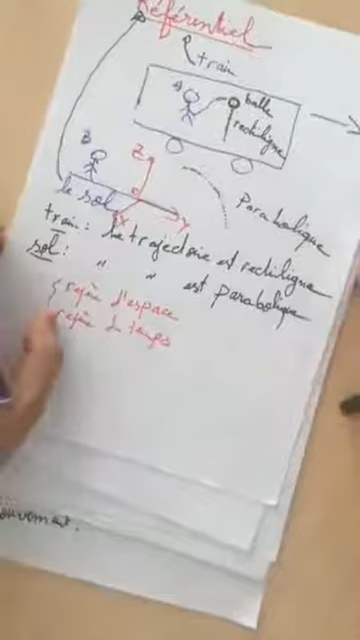 Référentiel
train
A)
balle
rectiligne
B
z
y
x
le sol
Parabolique
train : la trajectoire est rectiligne
sol : " " est parabolique
{ repère d'espace
repère de temps
ouvement.